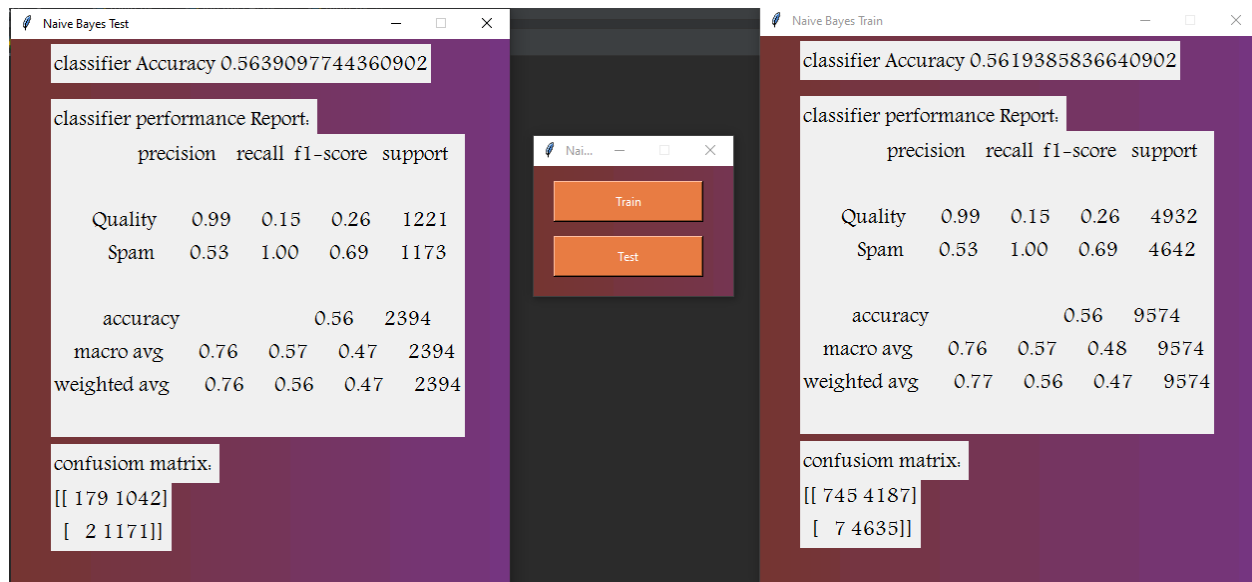 Naive Bayes Test
classifier Accuracy 0.5639097744360902
classifier performance Report:
precision recall f1-score support
Quality 0.99 0.15 0.26 1221
Spam 0.53 1.00 0.69 1173
accuracy 0.56 2394
macro avg 0.76 0.57 0.47 2394
weighted avg 0.76 0.56 0.47 2394
confusiom matrix:
[[ 179 1042]
[ 2 1171]]
Nai...
Train
Test
Naive Bayes Train
classifier Accuracy 0.5619385836640902
classifier performance Report:
precision recall f1-score support
Quality 0.99 0.15 0.26 4932
Spam 0.53 1.00 0.69 4642
accuracy 0.56 9574
macro avg 0.76 0.57 0.48 9574
weighted avg 0.77 0.56 0.47 9574
confusiom matrix:
[[ 745 4187]
[ 7 4635]]